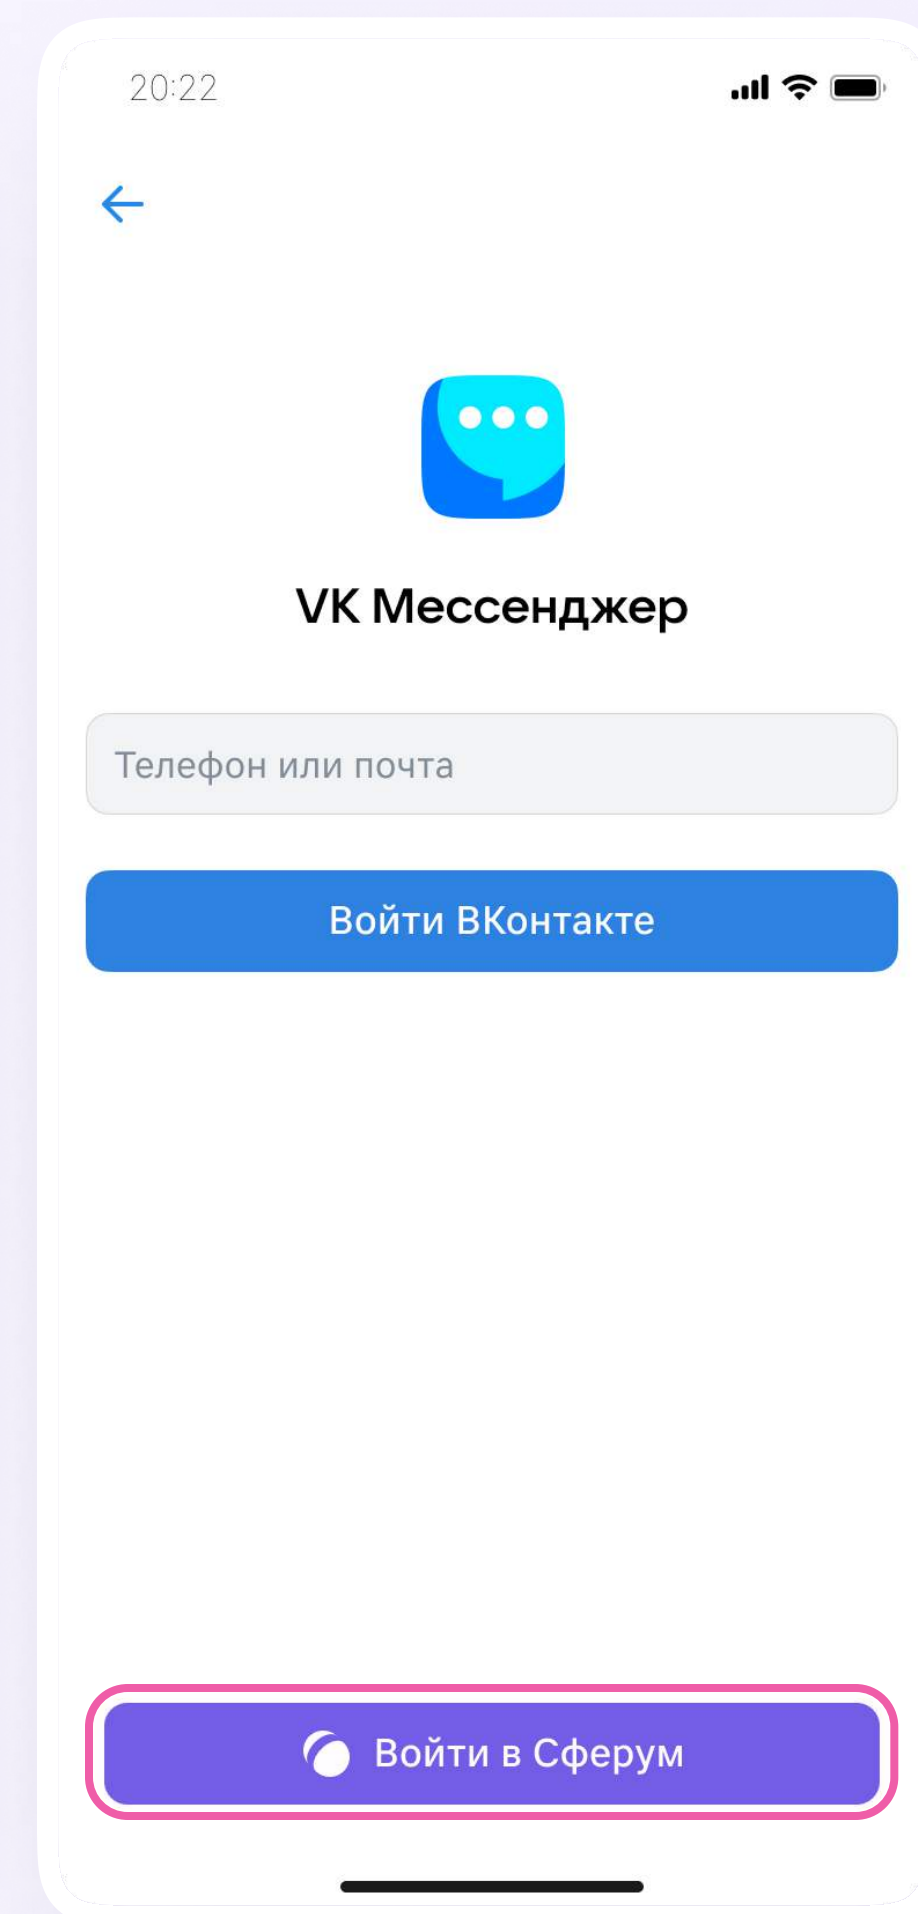 20:22
VK Мессенджер
Телефон или почта
Войти ВКонтакте
Войти в Сферум